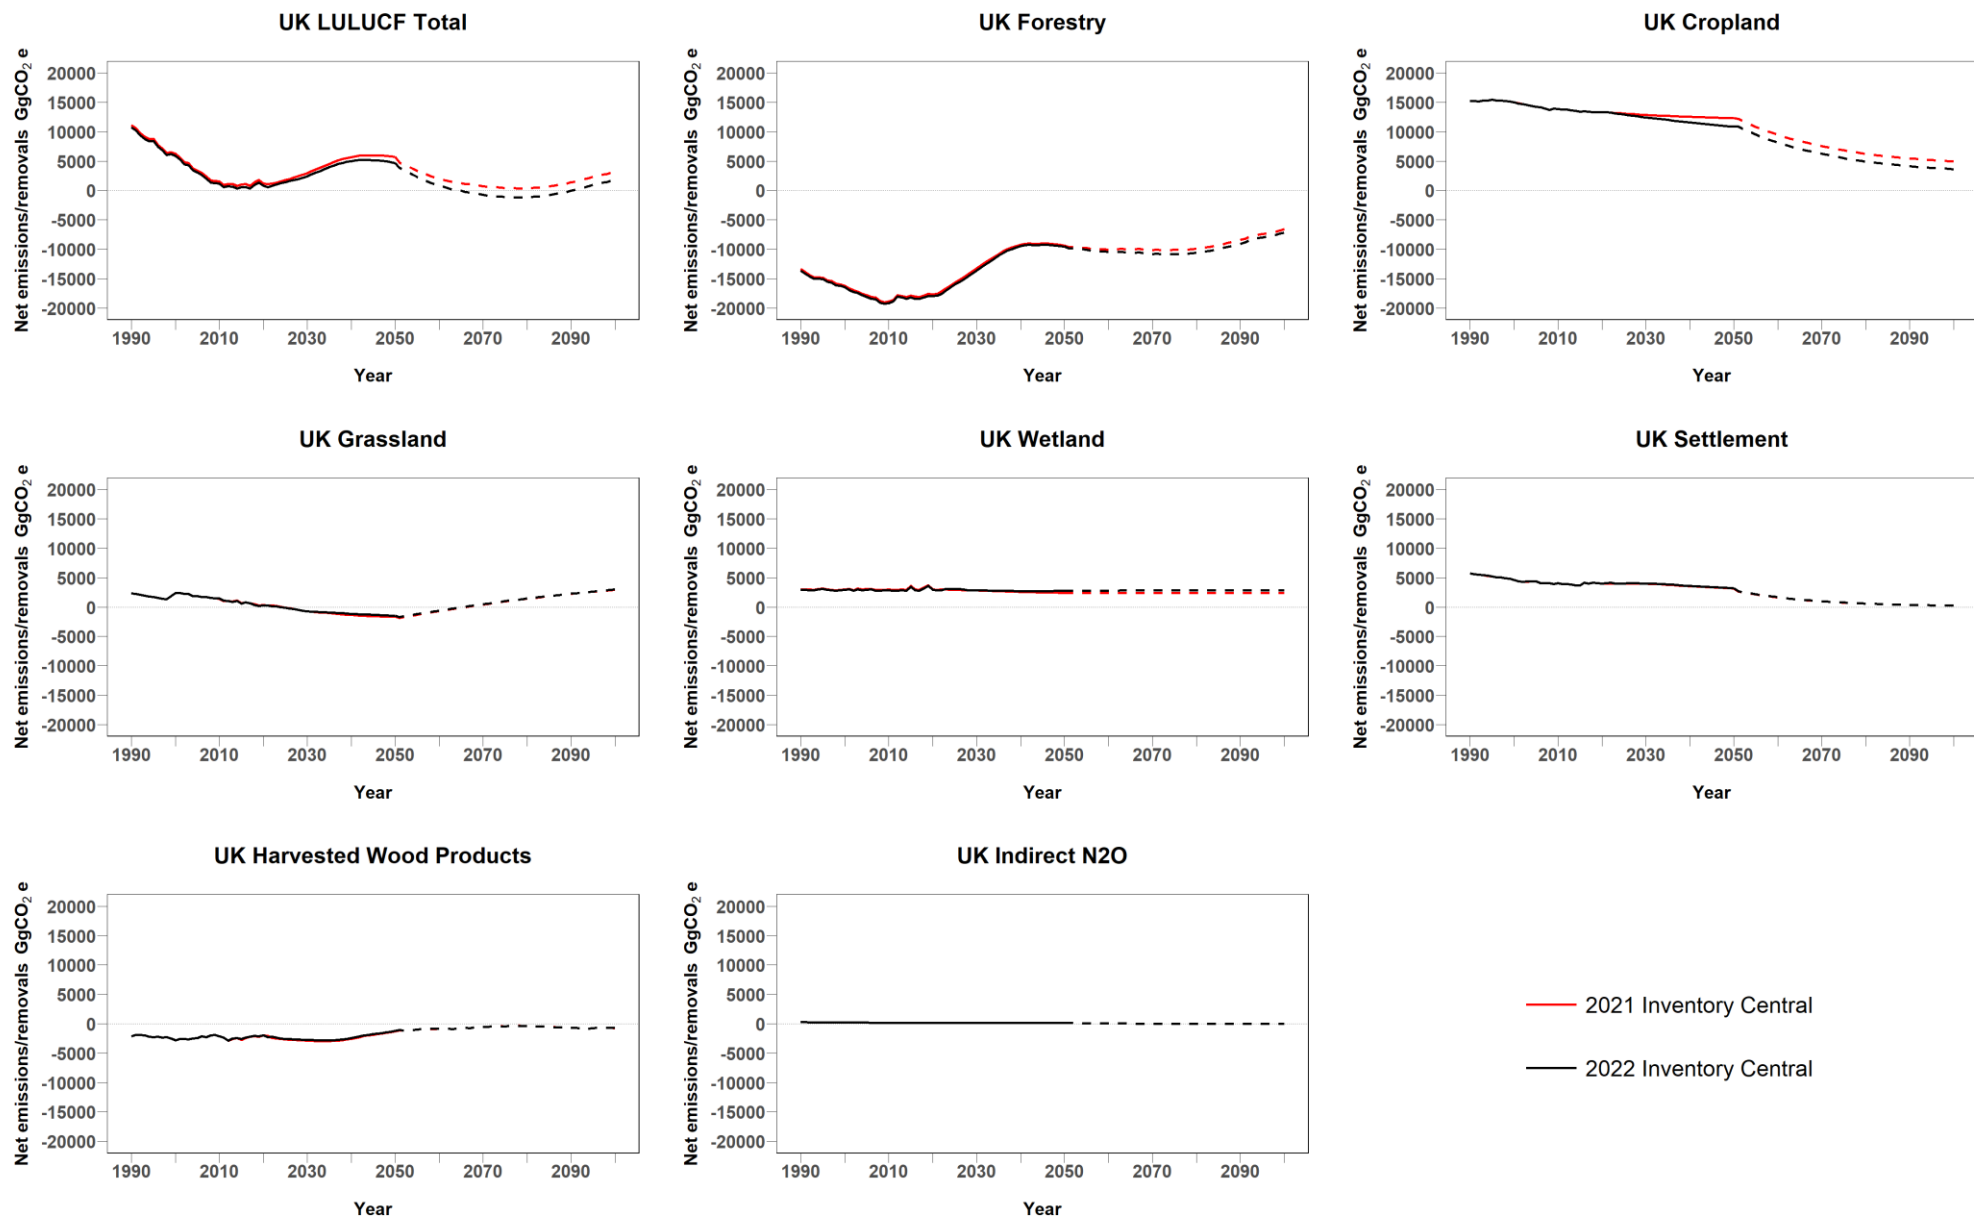 UK LULUCF Total
Net emissions/removals GgCO₂ e
20000
15000
10000
5000
0
-5000
-10000
-15000
-20000
1990 2010 2030 2050 2070 2090
Year
UK Forestry
Net emissions/removals GgCO₂ e
20000
15000
10000
5000
0
-5000
-10000
-15000
-20000
1990 2010 2030 2050 2070 2090
Year
UK Cropland
Net emissions/removals GgCO₂ e
20000
15000
10000
5000
0
-5000
-10000
-15000
-20000
1990 2010 2030 2050 2070 2090
Year
UK Grassland
Net emissions/removals GgCO₂ e
20000
15000
10000
5000
0
-5000
-10000
-15000
-20000
1990 2010 2030 2050 2070 2090
Year
UK Wetland
Net emissions/removals GgCO₂ e
20000
15000
10000
5000
0
-5000
-10000
-15000
-20000
1990 2010 2030 2050 2070 2090
Year
UK Settlement
Net emissions/removals GgCO₂ e
20000
15000
10000
5000
0
-5000
-10000
-15000
-20000
1990 2010 2030 2050 2070 2090
Year
UK Harvested Wood Products
Net emissions/removals GgCO₂ e
20000
15000
10000
5000
0
-5000
-10000
-15000
-20000
1990 2010 2030 2050 2070 2090
Year
UK Indirect N2O
Net emissions/removals GgCO₂ e
20000
15000
10000
5000
0
-5000
-10000
-15000
-20000
1990 2010 2030 2050 2070 2090
Year
2021 Inventory Central
2022 Inventory Central